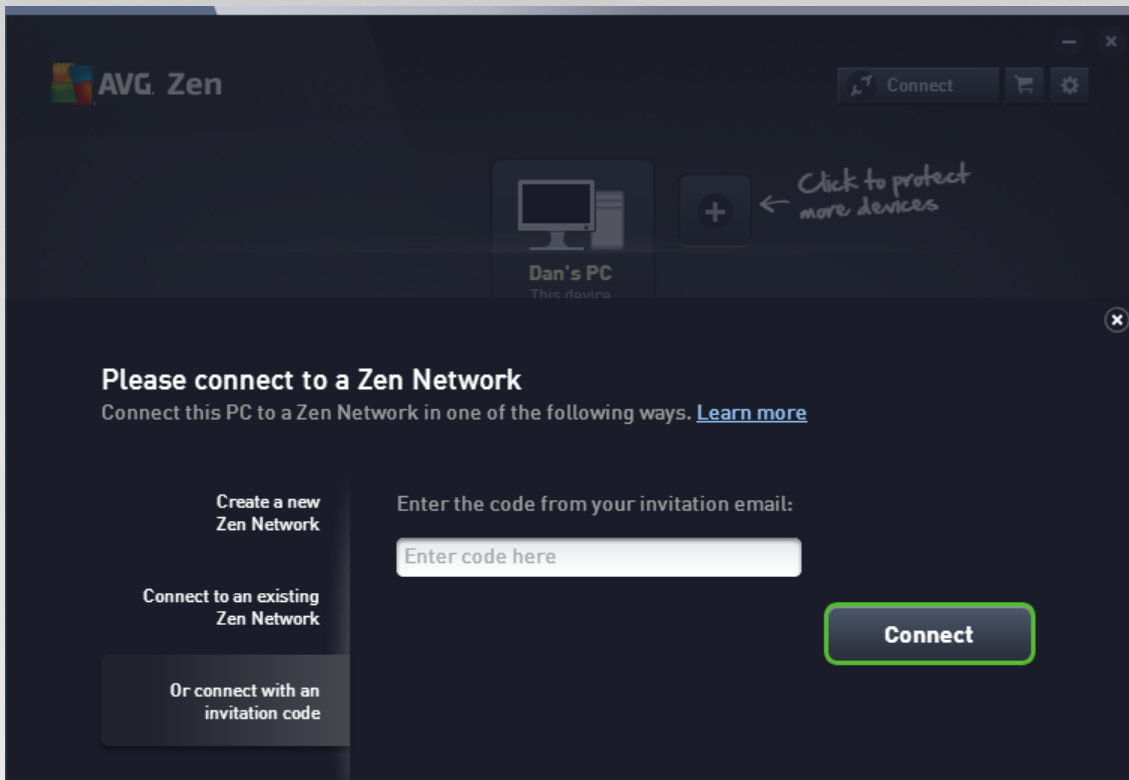 AVG. Zen
Connect
Click to protect
more devices
Dan's PC
This device
Please connect to a Zen Network
Connect this PC to a Zen Network in one of the following ways. Learn more
Create a new
Zen Network
Connect to an existing
Zen Network
Or connect with an
invitation code
Enter the code from your invitation email:
Enter code here
Connect